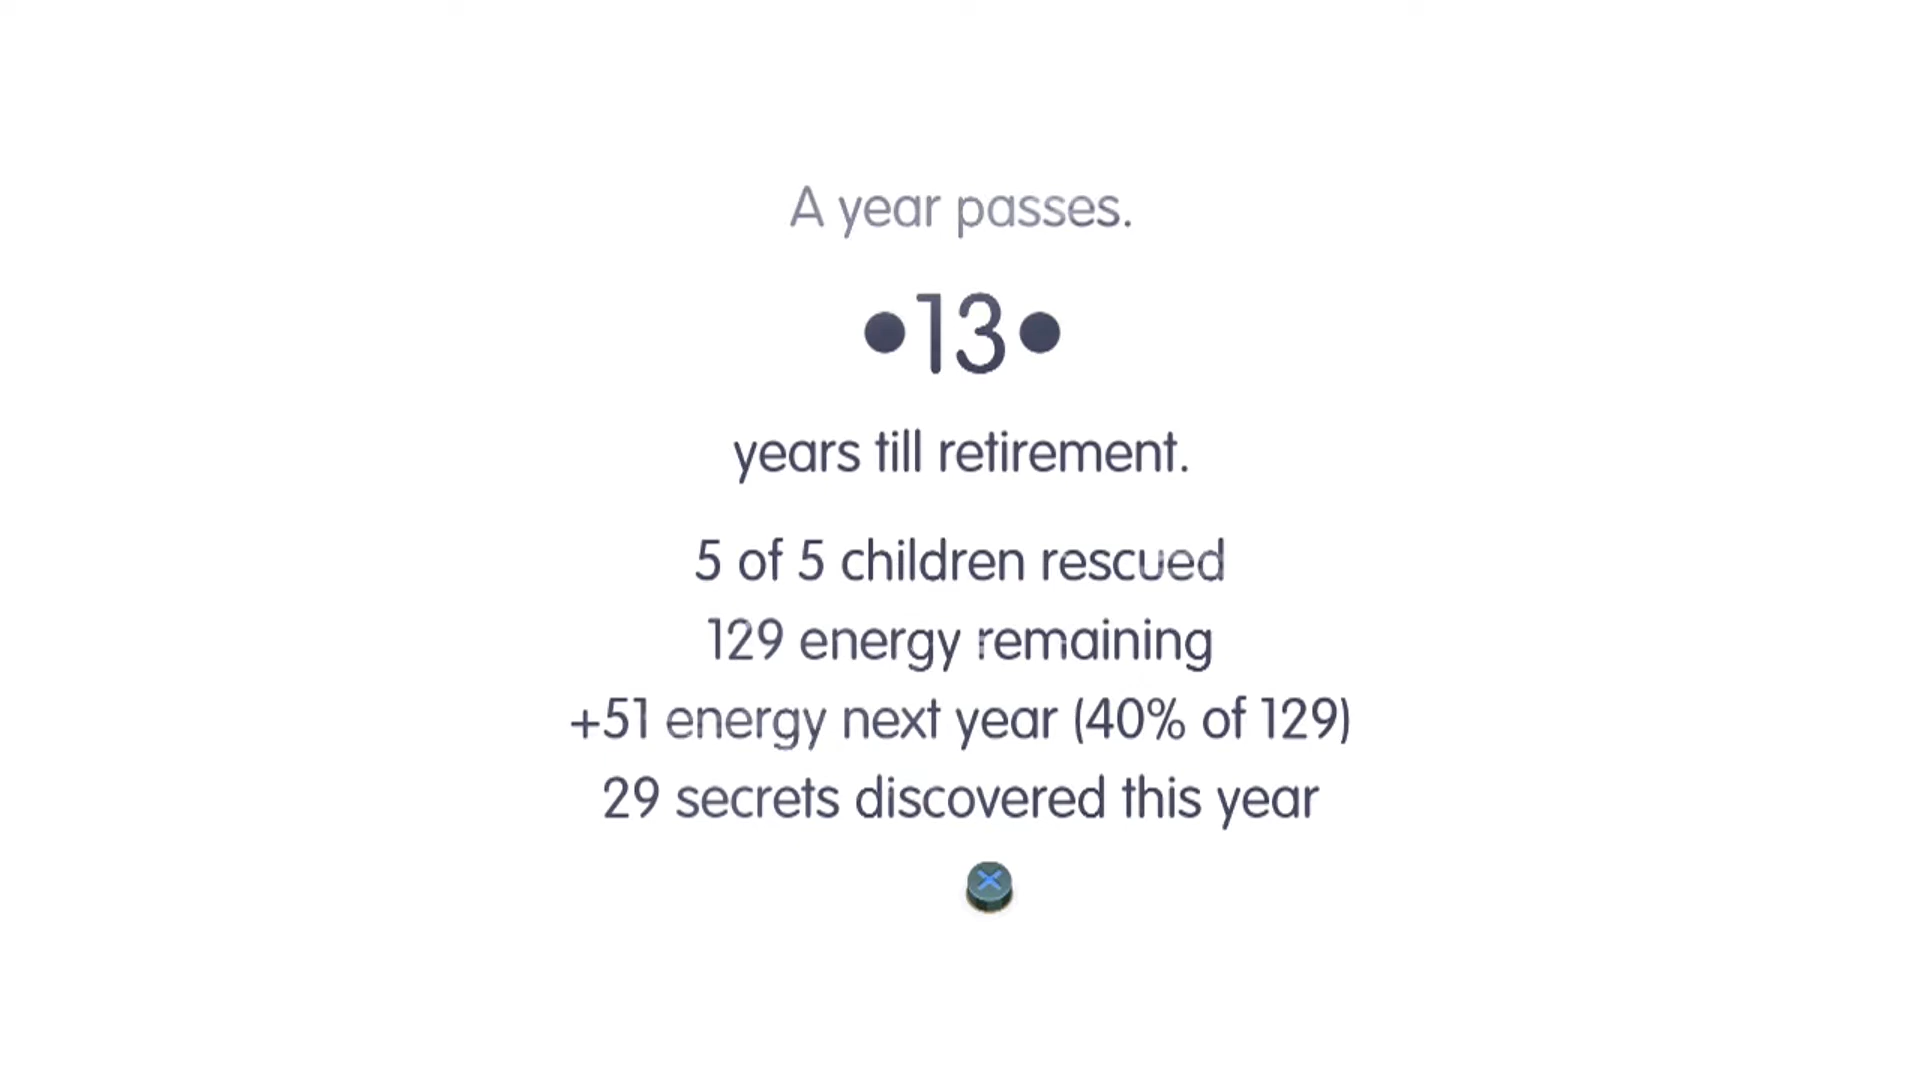 A year passes.
•13•
years till retirement.
5 of 5 children rescued
129 energy remaining
+51 energy next year (40% of 129)
29 secrets discovered this year